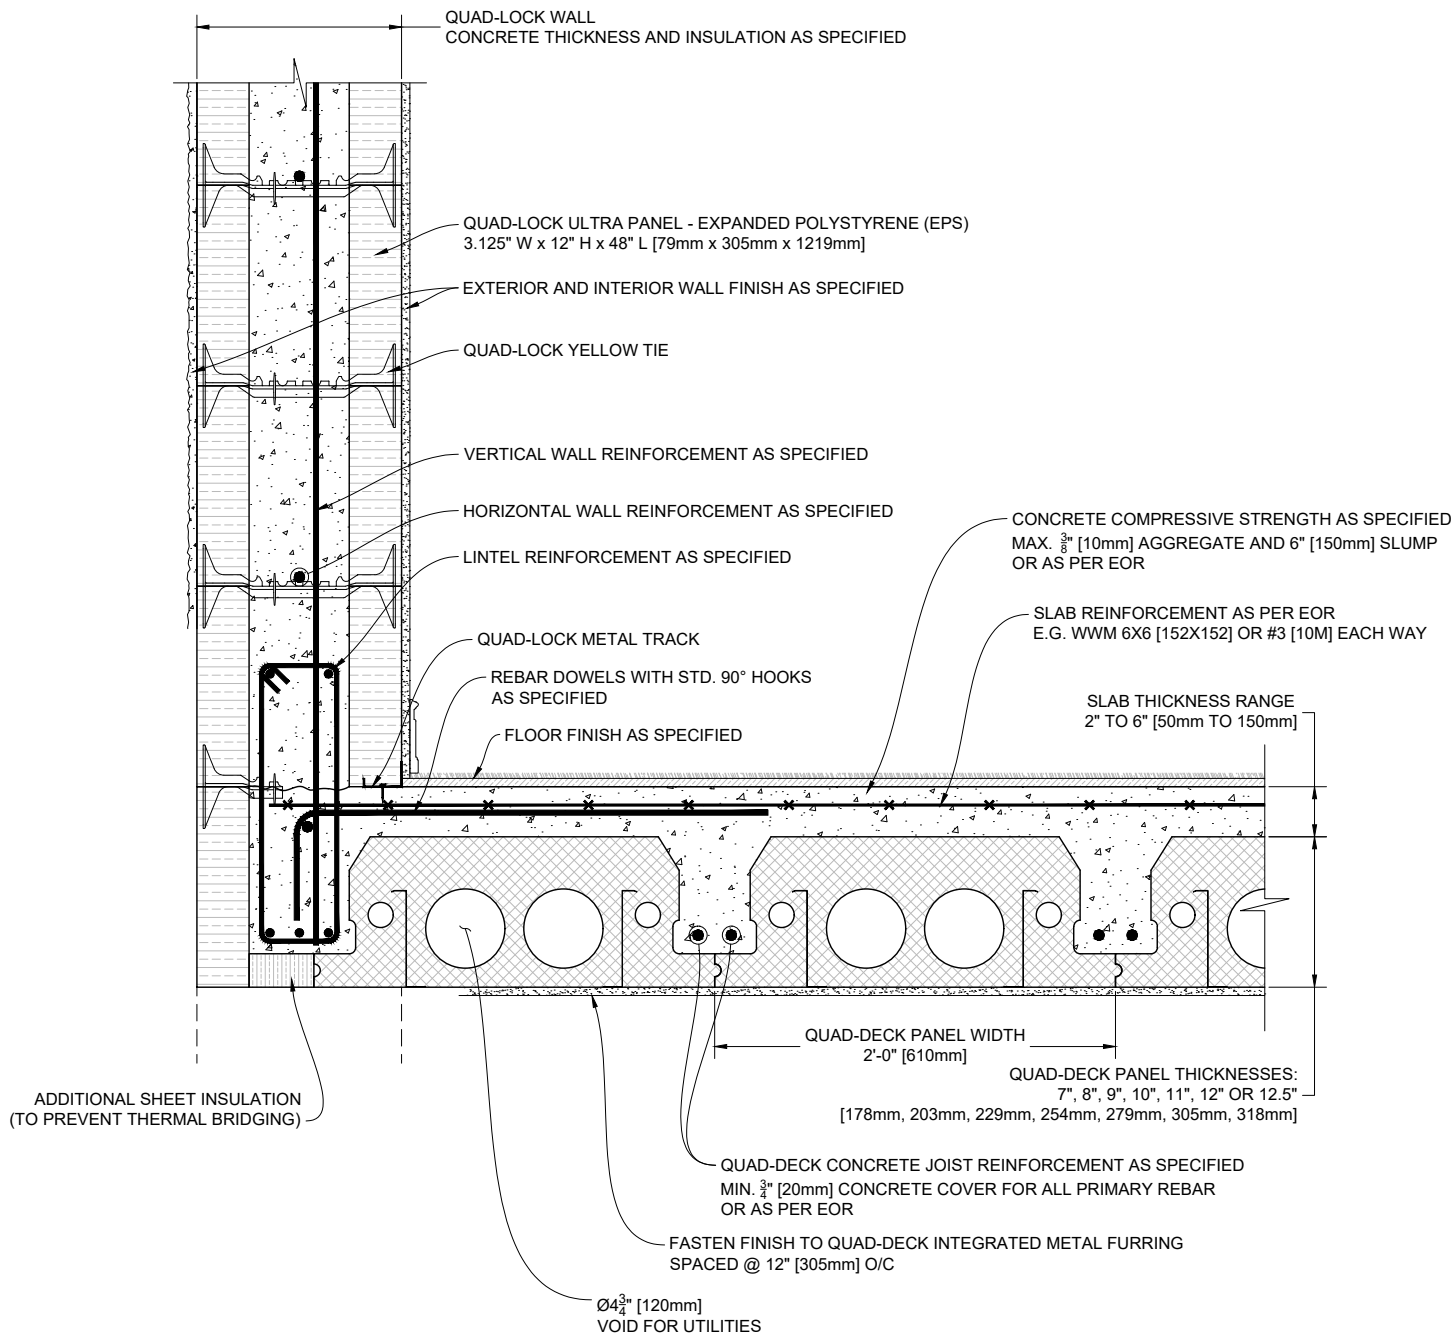 QUAD-LOCK WALL
CONCRETE THICKNESS AND INSULATION AS SPECIFIED
QUAD-LOCK ULTRA PANEL - EXPANDED POLYSTYRENE (EPS)
3.125" W x 12" H x 48" L [79mm x 305mm x 1219mm]
EXTERIOR AND INTERIOR WALL FINISH AS SPECIFIED
QUAD-LOCK YELLOW TIE
VERTICAL WALL REINFORCEMENT AS SPECIFIED
HORIZONTAL WALL REINFORCEMENT AS SPECIFIED
LINTEL REINFORCEMENT AS SPECIFIED
QUAD-LOCK METAL TRACK
REBAR DOWELS WITH STD. 90° HOOKS
AS SPECIFIED
FLOOR FINISH AS SPECIFIED
CONCRETE COMPRESSIVE STRENGTH AS SPECIFIED
MAX. 3/8" [10mm] AGGREGATE AND 6" [150mm] SLUMP
OR AS PER EOR
SLAB REINFORCEMENT AS PER EOR
E.G. WWM 6X6 [152X152] OR #3 [10M] EACH WAY
SLAB THICKNESS RANGE
2" TO 6" [50mm TO 150mm]
QUAD-DECK PANEL WIDTH
2'-0" [610mm]
QUAD-DECK PANEL THICKNESSES:
7", 8", 9", 10", 11", 12" OR 12.5"
[178mm, 203mm, 229mm, 254mm, 279mm, 305mm, 318mm]
ADDITIONAL SHEET INSULATION
(TO PREVENT THERMAL BRIDGING)
QUAD-DECK CONCRETE JOIST REINFORCEMENT AS SPECIFIED
MIN. 3/4" [20mm] CONCRETE COVER FOR ALL PRIMARY REBAR
OR AS PER EOR
FASTEN FINISH TO QUAD-DECK INTEGRATED METAL FURRING
SPACED @ 12" [305mm] O/C
Ø4 3/4" [120mm]
VOID FOR UTILITIES